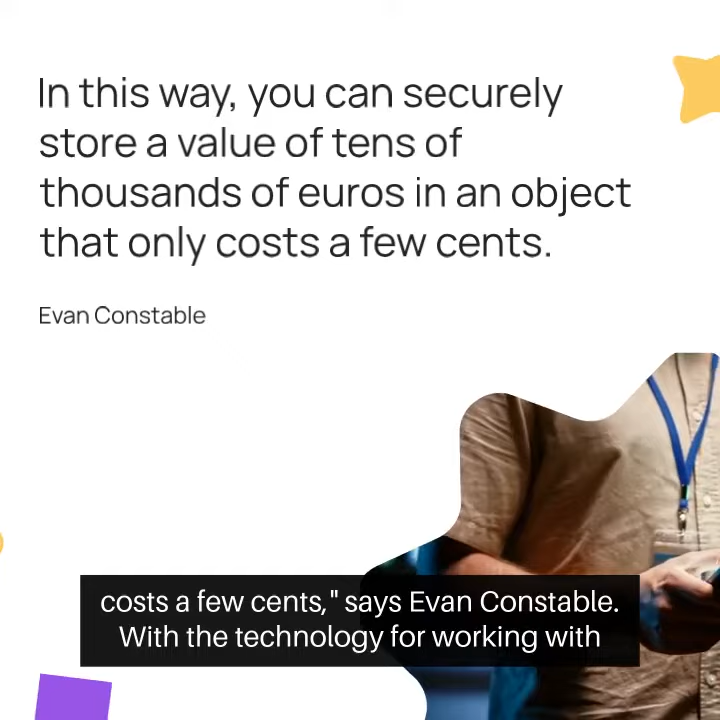 In this way, you can securely
store a value of tens of
thousands of euros in an object
that only costs a few cents.
Evan Constable
costs a few cents," says Evan Constable.
With the technology for working with